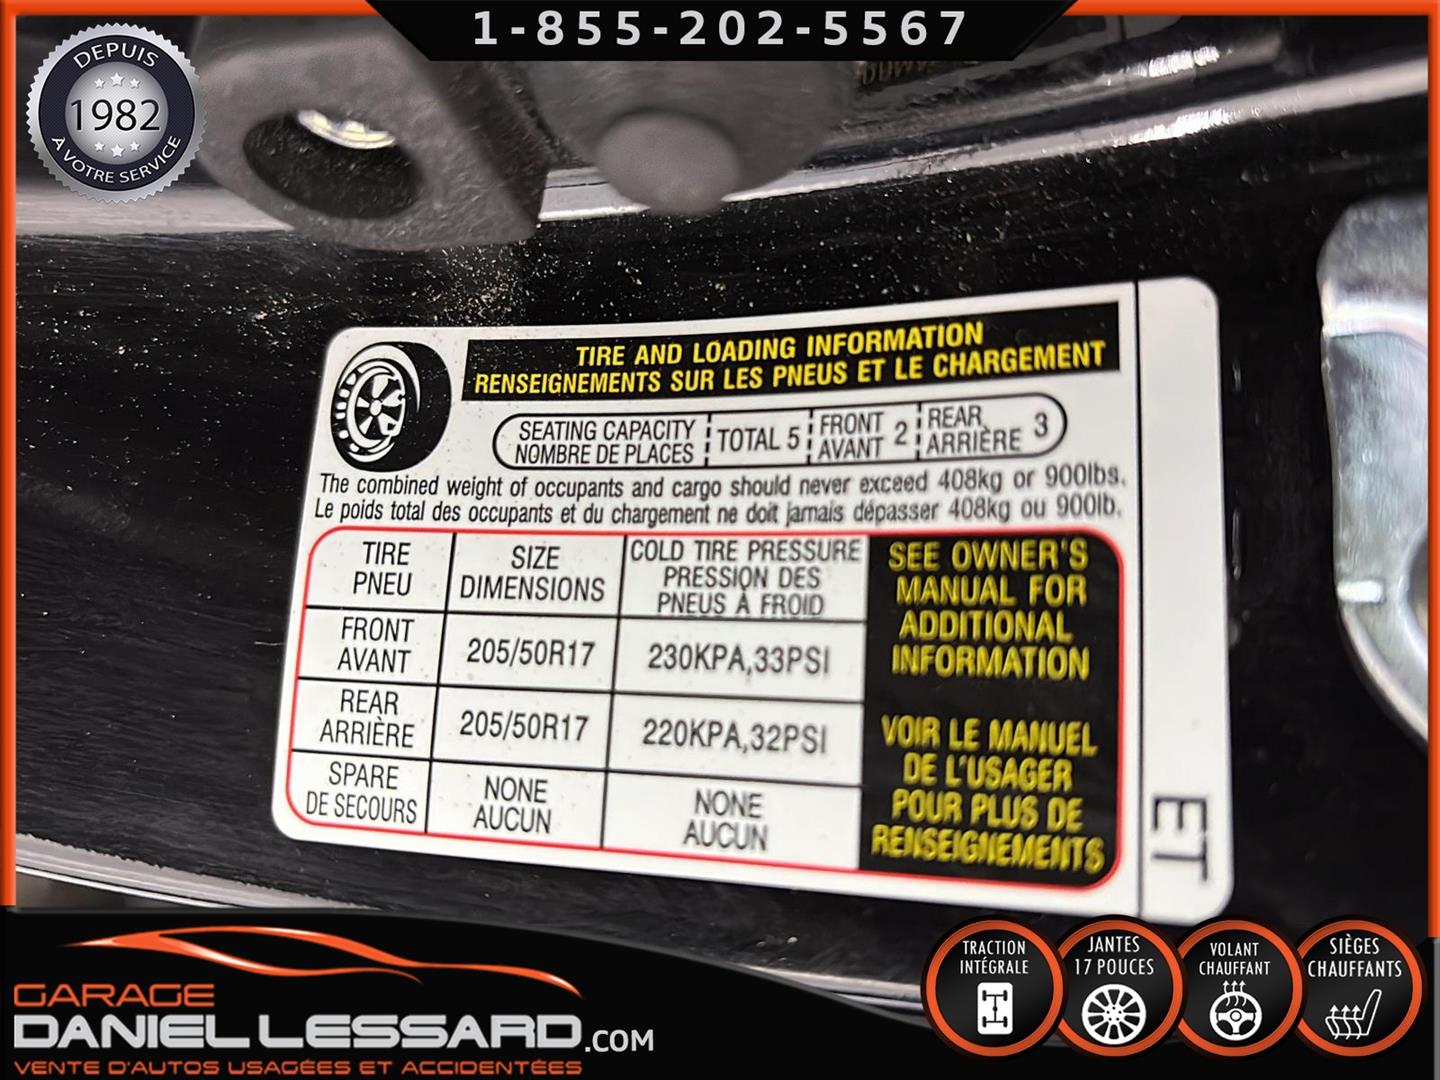 1-855-202-5567
DEPUIS
1982
À VOTRE SERVICE
TIRE AND LOADING INFORMATION
RENSEIGNEMENTS SUR LES PNEUS ET LE CHARGEMENT
SEATING CAPACITY TOTAL 5 FRONT 2 REAR 3
NOMBRE DE PLACES AVANT ARRIÈRE
The combined weight of occupants and cargo should never exceed 408kg or 900lbs.
Le poids total des occupants et du chargement ne doit jamais dépasser 408kg ou 900lb.
TIRE
PNEU
SIZE
DIMENSIONS
COLD TIRE PRESSURE
PRESSION DES
PNEUS À FROID
FRONT
AVANT
205/50R17
230KPA,33PSI
REAR
ARRIÈRE
205/50R17
220KPA,32PSI
SPARE
DE SECOURS
NONE
AUCUN
NONE
AUCUN
SEE OWNER'S
MANUAL FOR
ADDITIONAL
INFORMATION
VOIR LE MANUEL
DE L'USAGER
POUR PLUS DE
RENSEIGNEMENTS
ET
GARAGE
DANIEL LESSARD.COM
VENTE D'AUTOS USAGÉES ET ACCIDENTÉES
TRACTION
INTÉGRALE
JANTES
17 POUCES
VOLANT
CHAUFFANT
SIÈGES
CHAUFFANTS